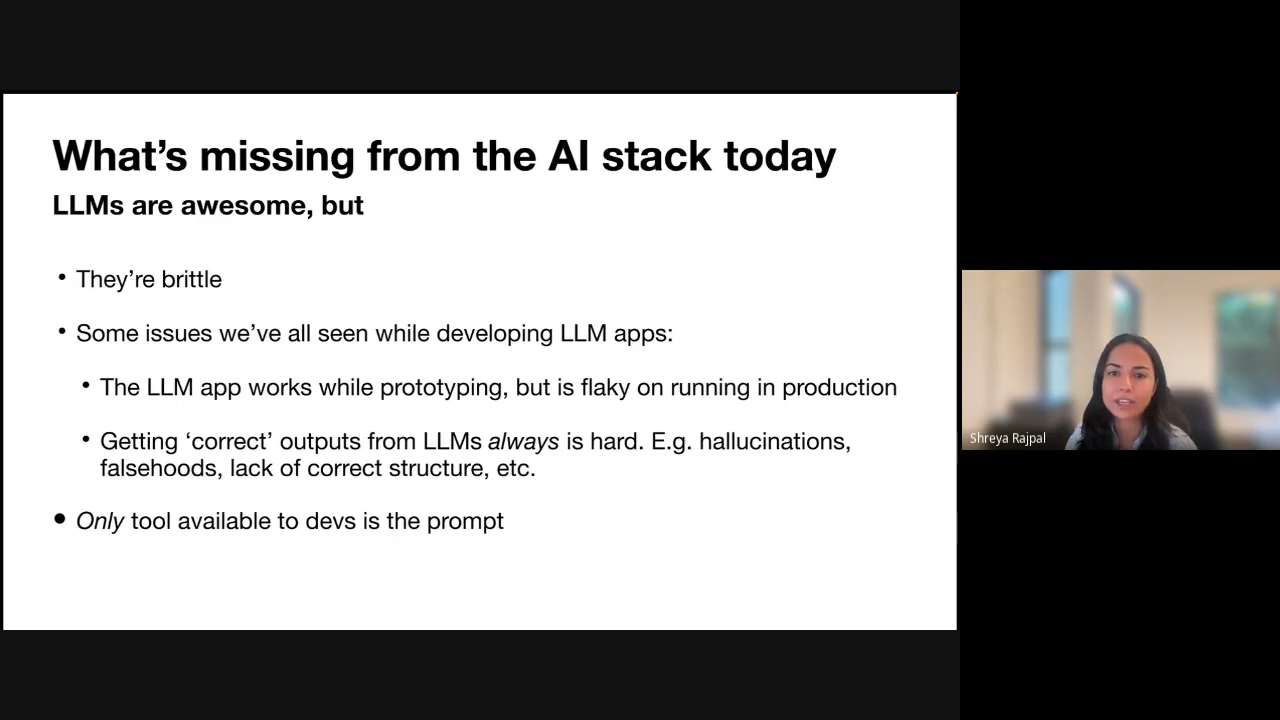 What’s missing from the AI stack today
LLMs are awesome, but
• They’re brittle
• Some issues we’ve all seen while developing LLM apps:
• The LLM app works while prototyping, but is flaky on running in production
• Getting ‘correct’ outputs from LLMs always is hard. E.g. hallucinations,
falsehoods, lack of correct structure, etc.
• Only tool available to devs is the prompt
Shreya Rajpal